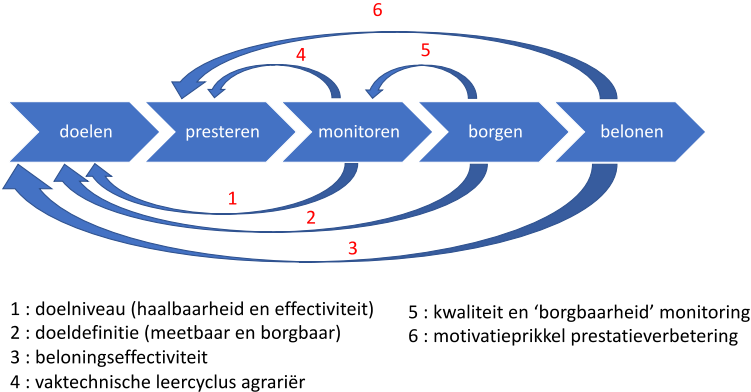 6
4
5
doelen
presteren
monitoren
borgen
belonen
1
2
3
1 : doelniveau (haalbaarheid en effectiviteit)
2 : doeldefinitie (meetbaar en borgbaar)
3 : beloningseffectiviteit
4 : vaktechnische leercyclus agrariër
5 : kwaliteit en ‘borgbaarheid’ monitoring
6 : motivatieprikkel prestatieverbetering